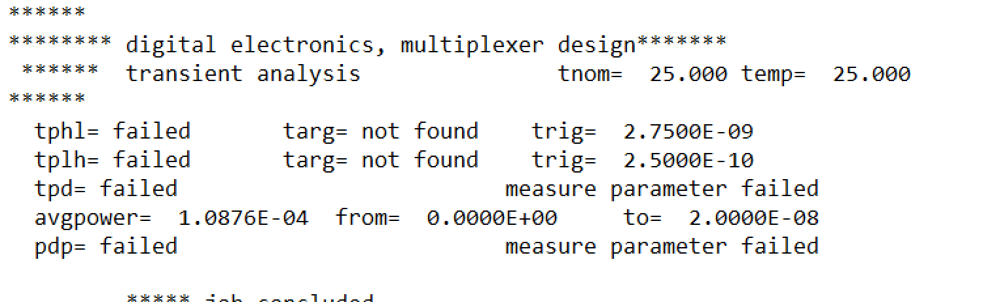 ******
******** digital electronics, multiplexer design*******
****** transient analysis tnom= 25.000 temp= 25.000
******
tphl= failed targ= not found trig= 2.7500E-09
tplh= failed targ= not found trig= 2.5000E-10
tpd= failed measure parameter failed
avgpower= 1.0876E-04 from= 0.0000E+00 to= 2.0000E-08
pdp= failed measure parameter failed
***** job concluded